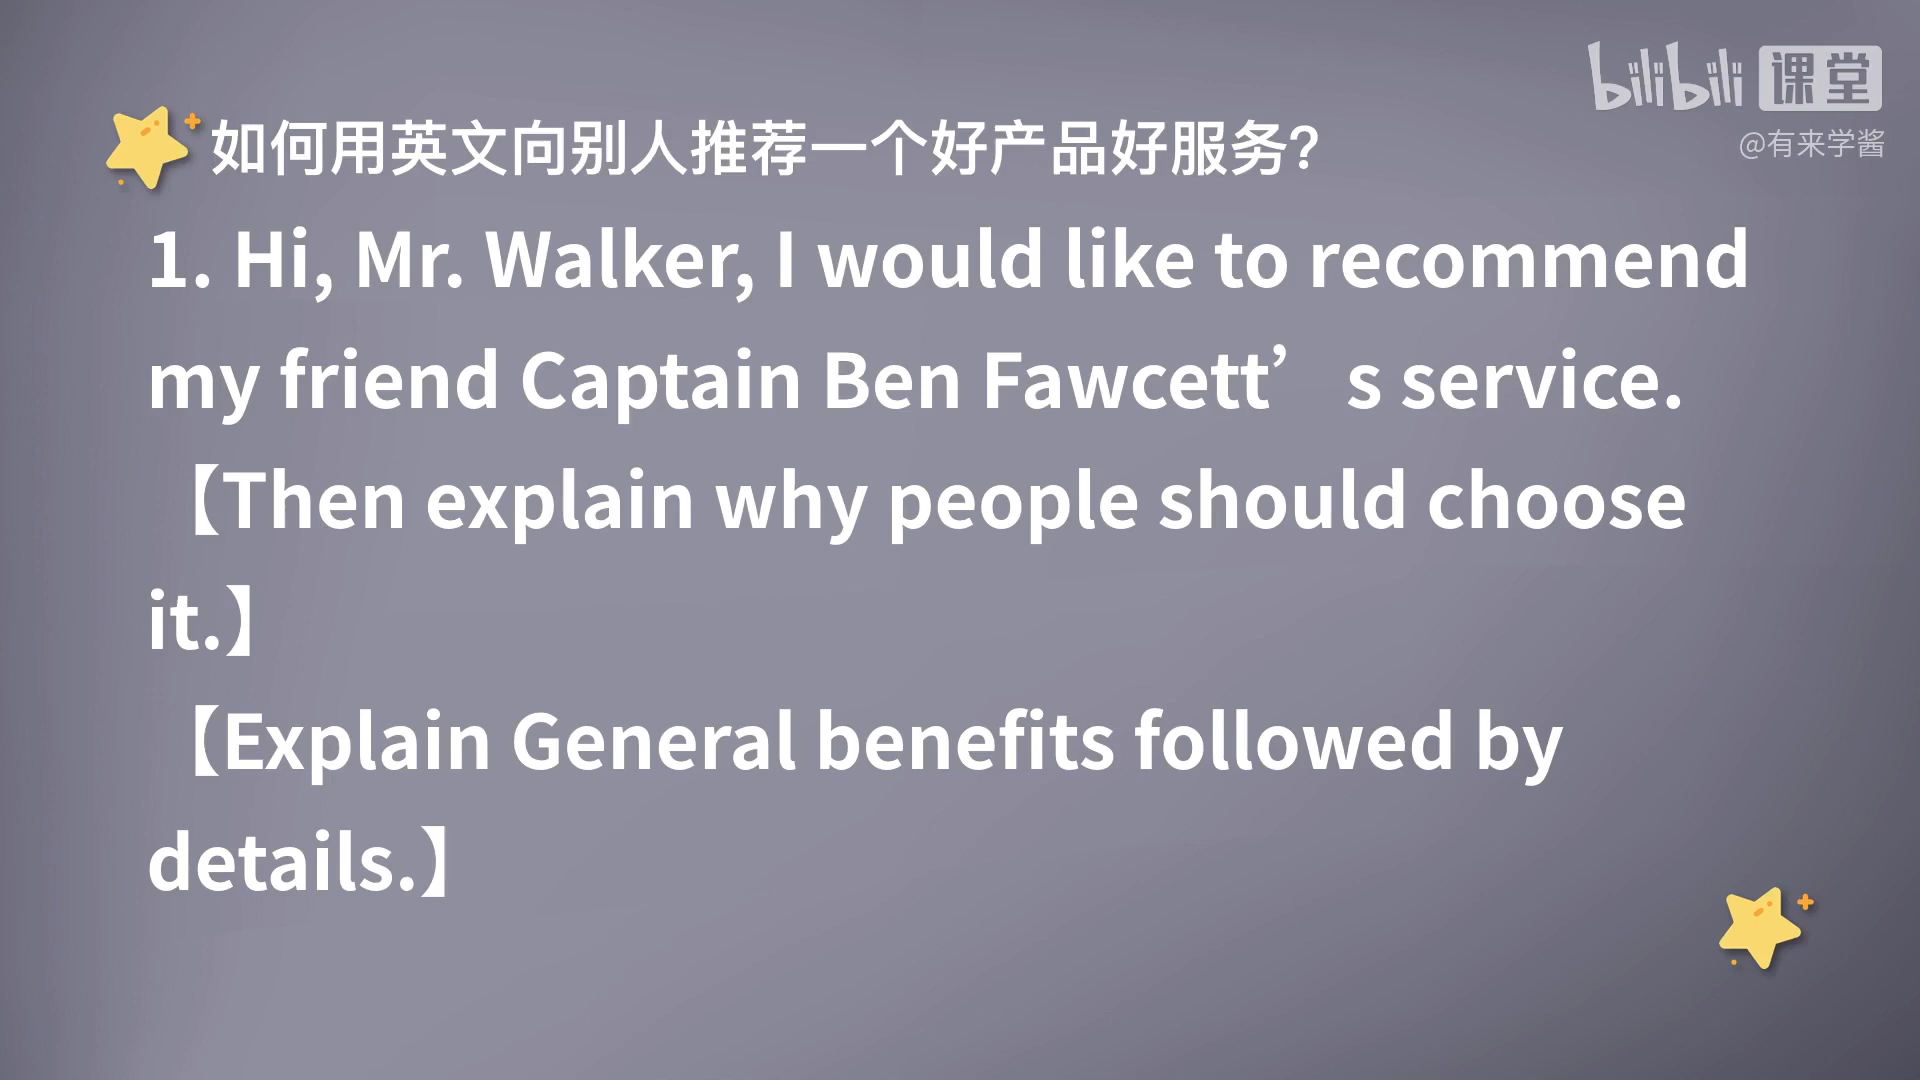 bilibili 课堂
@有来学酱
如何用英文向别人推荐一个好产品好服务？
1. Hi, Mr. Walker, I would like to recommend
my friend Captain Ben Fawcett’s service.
【Then explain why people should choose
it.】
【Explain General benefits followed by
details.】